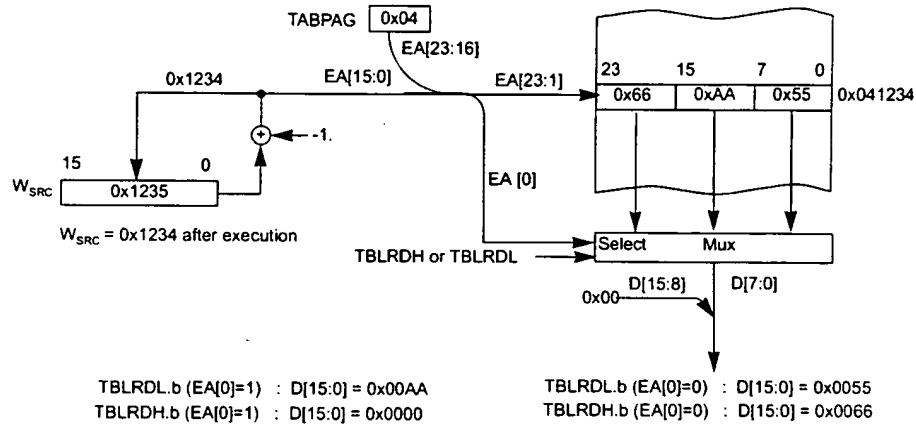 TABPAG 0x04
EA[23:16]
0x1234 EA[15:0] EA[23:1]
23 15 7 0
0x66 0xAA 0x55 0x041234
+ -1.
15 0
WSRC 0x1235
EA [0]
WSRC = 0x1234 after execution
Select Mux
TBLRDH or TBLRDL
D[15:8] D[7:0]
0x00
TBLRDL.b (EA[0]=1) : D[15:0] = 0x00AA
TBLRDH.b (EA[0]=1) : D[15:0] = 0x0000
TBLRDL.b (EA[0]=0) : D[15:0] = 0x0055
TBLRDH.b (EA[0]=0) : D[15:0] = 0x0066